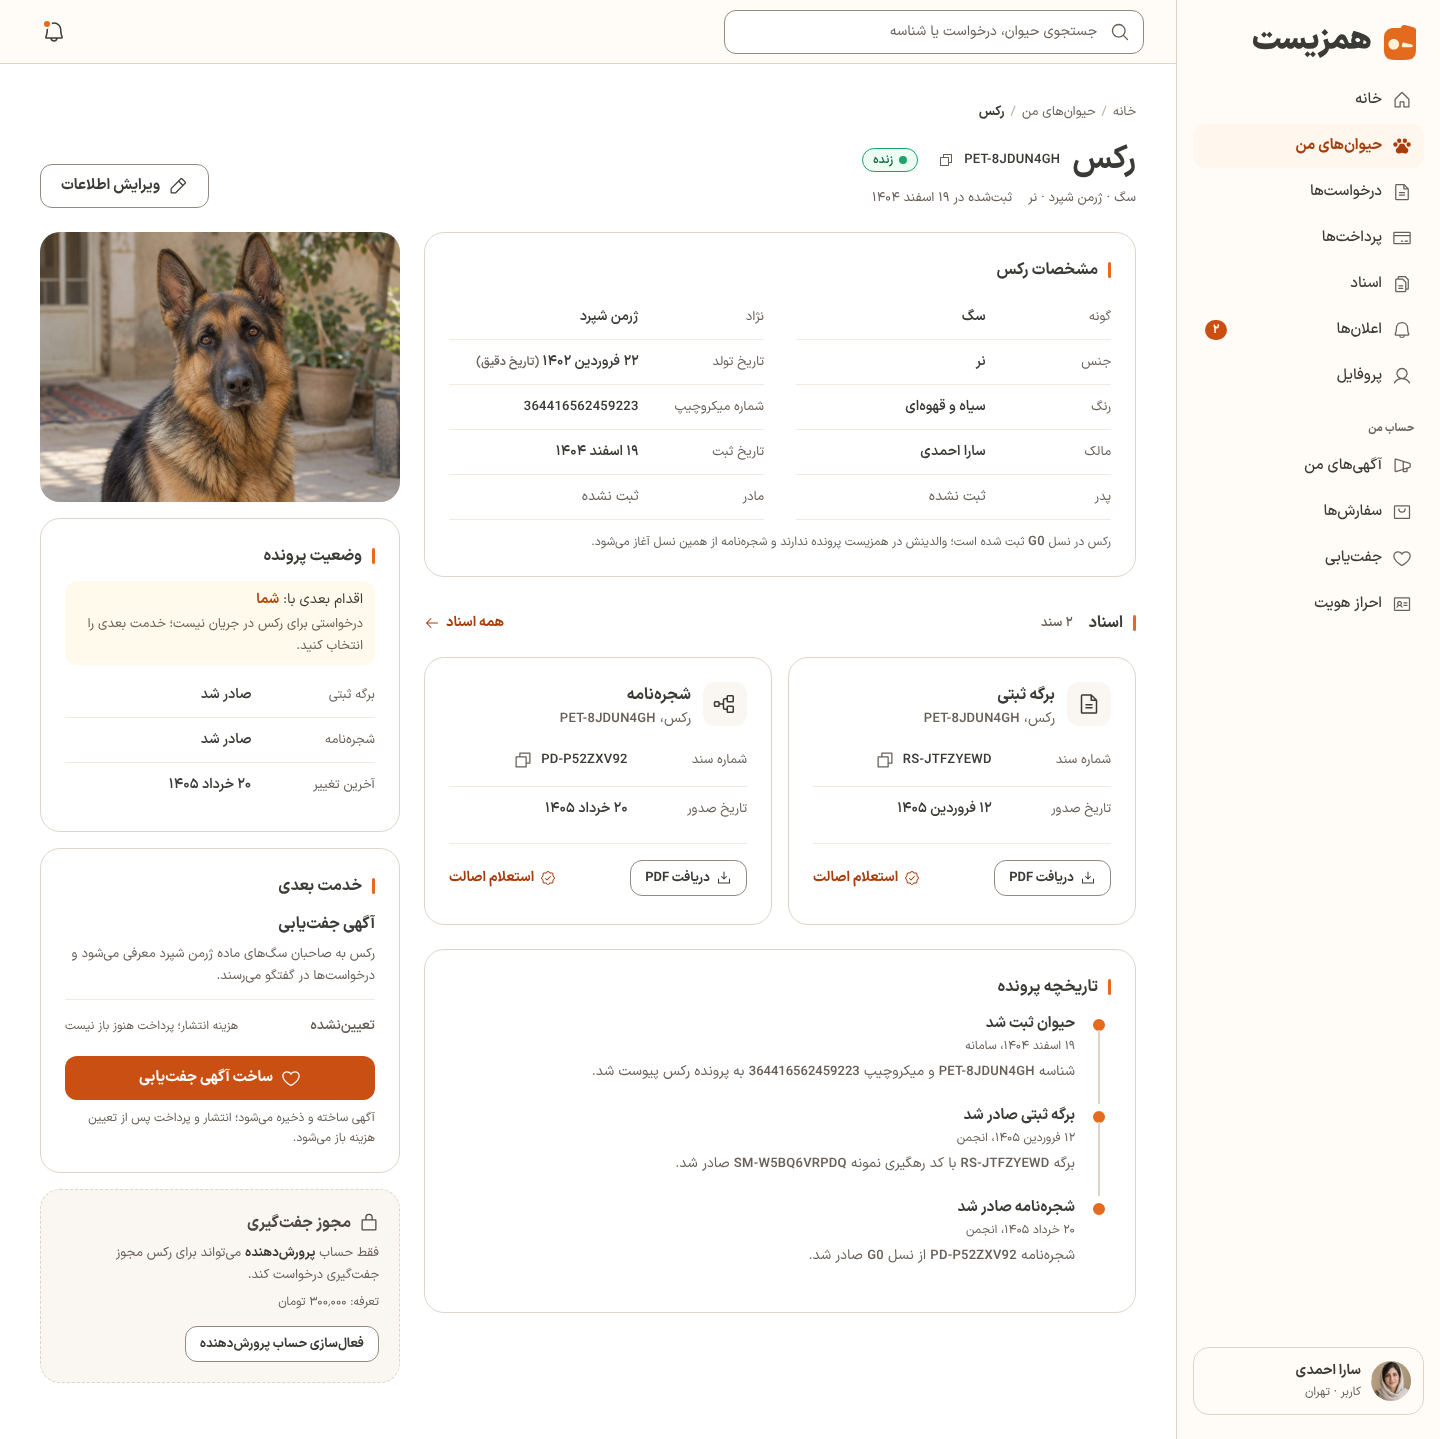 همزیست
خانه
حیوان‌های من
درخواست‌ها
پرداخت‌ها
اسناد
اعلان‌ها ۲
پروفایل
حساب من
آگهی‌های من
سفارش‌ها
جفت‌یابی
احراز هویت
سارا احمدی
کاربر · تهران
جستجوی حیوان، درخواست یا شناسه
خانه / حیوان‌های من / رکس
رکس PET-8JDUN4GH زنده
سگ · ژرمن شپرد · نر ثبت‌شده در ۱۹ اسفند ۱۴۰۴
ویرایش اطلاعات
مشخصات رکس
گونه سگ نژاد ژرمن شپرد
جنس نر تاریخ تولد ۲۲ فروردین ۱۴۰۲ (تاریخ دقیق)
رنگ سیاه و قهوه‌ای شماره میکروچیپ 364416562459223
مالک سارا احمدی تاریخ ثبت ۱۹ اسفند ۱۴۰۴
پدر ثبت نشده مادر ثبت نشده
رکس در نسل G0 ثبت شده است؛ والدینش در همزیست پرونده ندارند و شجره‌نامه از همین نسل آغاز می‌شود.
اسناد ۲ سند همه اسناد
برگه ثبتی
رکس، PET-8JDUN4GH
شماره سند RS-JTFZYEWD
تاریخ صدور ۱۲ فروردین ۱۴۰۵
دریافت PDF استعلام اصالت
شجره‌نامه
رکس، PET-8JDUN4GH
شماره سند PD-P52ZXV92
تاریخ صدور ۲۰ خرداد ۱۴۰۵
دریافت PDF استعلام اصالت
تاریخچه پرونده
حیوان ثبت شد
۱۹ اسفند ۱۴۰۴، سامانه
شناسه PET-8JDUN4GH و میکروچیپ 364416562459223 به پرونده رکس پیوست شد.
برگه ثبتی صادر شد
۱۲ فروردین ۱۴۰۵، انجمن
برگه RS-JTFZYEWD با کد رهگیری نمونه SM-W5BQ6VRPDQ صادر شد.
شجره‌نامه صادر شد
۲۰ خرداد ۱۴۰۵، انجمن
شجره‌نامه PD-P52ZXV92 از نسل G0 صادر شد.
وضعیت پرونده
اقدام بعدی با: شما
درخواستی برای رکس در جریان نیست؛ خدمت بعدی را
انتخاب کنید.
برگه ثبتی صادر شد
شجره‌نامه صادر شد
آخرین تغییر ۲۰ خرداد ۱۴۰۵
خدمت بعدی
آگهی جفت‌یابی
رکس به صاحبان سگ‌های ماده ژرمن شپرد معرفی می‌شود و
درخواست‌ها در گفتگو می‌رسند.
تعیین‌نشده هزینه انتشار؛ پرداخت هنوز باز نیست
ساخت آگهی جفت‌یابی
آگهی ساخته و ذخیره می‌شود؛ انتشار و پرداخت پس از تعیین
هزینه باز می‌شود.
مجوز جفت‌گیری
فقط حساب پرورش‌دهنده می‌تواند برای رکس مجوز
جفت‌گیری درخواست کند.
تعرفه: ۳۰۰,۰۰۰ تومان
فعال‌سازی حساب پرورش‌دهنده